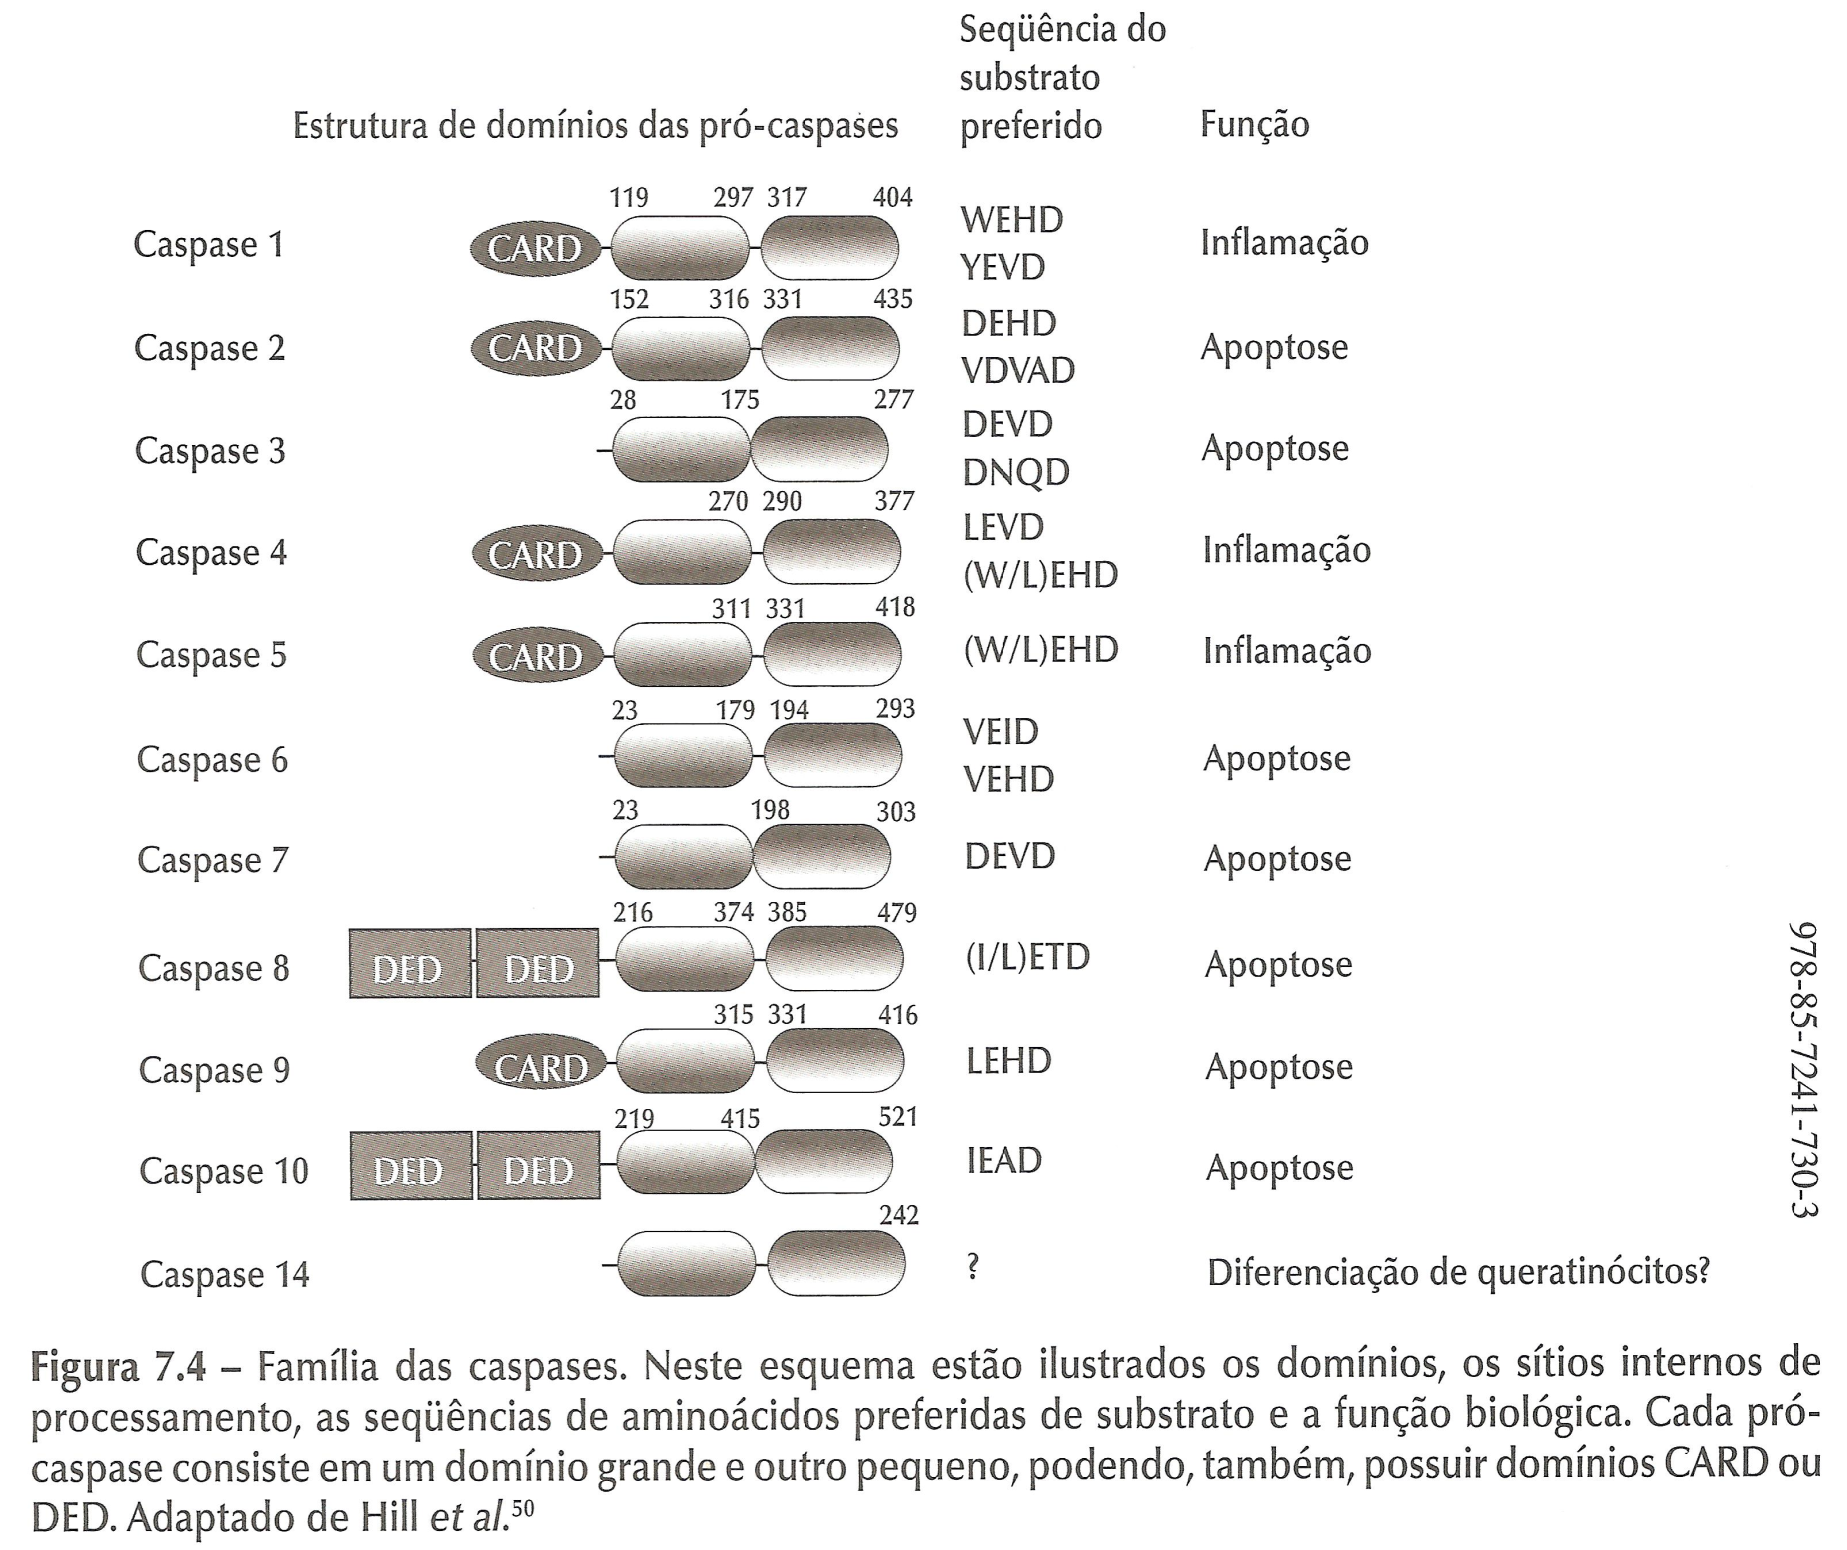 Seqüência do
substrato
Estrutura de domínios das pró-caspases preferido Função
119 297 317 404
Caspase 1 CARD WEHD Inflamação
YEVD
152 316 331 435
Caspase 2 CARD DEHD Apoptose
VDVAD
28 175 277
Caspase 3 DEVD Apoptose
DNQD
270 290 377
Caspase 4 CARD LEVD Inflamação
(W/L)EHD
311 331 418
Caspase 5 CARD (W/L)EHD Inflamação
23 179 194 293
Caspase 6 VEID Apoptose
VEHD
23 198 303
Caspase 7 DEVD Apoptose
216 374 385 479
Caspase 8 DED DED (I/L)ETD Apoptose
315 331 416
Caspase 9 CARD LEHD Apoptose
219 415 521
Caspase 10 DED DED IEAD Apoptose
242
Caspase 14 ? Diferenciação de queratinócitos?
978-85-7241-730-3
Figura 7.4 – Família das caspases. Neste esquema estão ilustrados os domínios, os sítios internos de
processamento, as seqüências de aminoácidos preferidas de substrato e a função biológica. Cada pró-
caspase consiste em um domínio grande e outro pequeno, podendo, também, possuir domínios CARD ou
DED. Adaptado de Hill et al.50